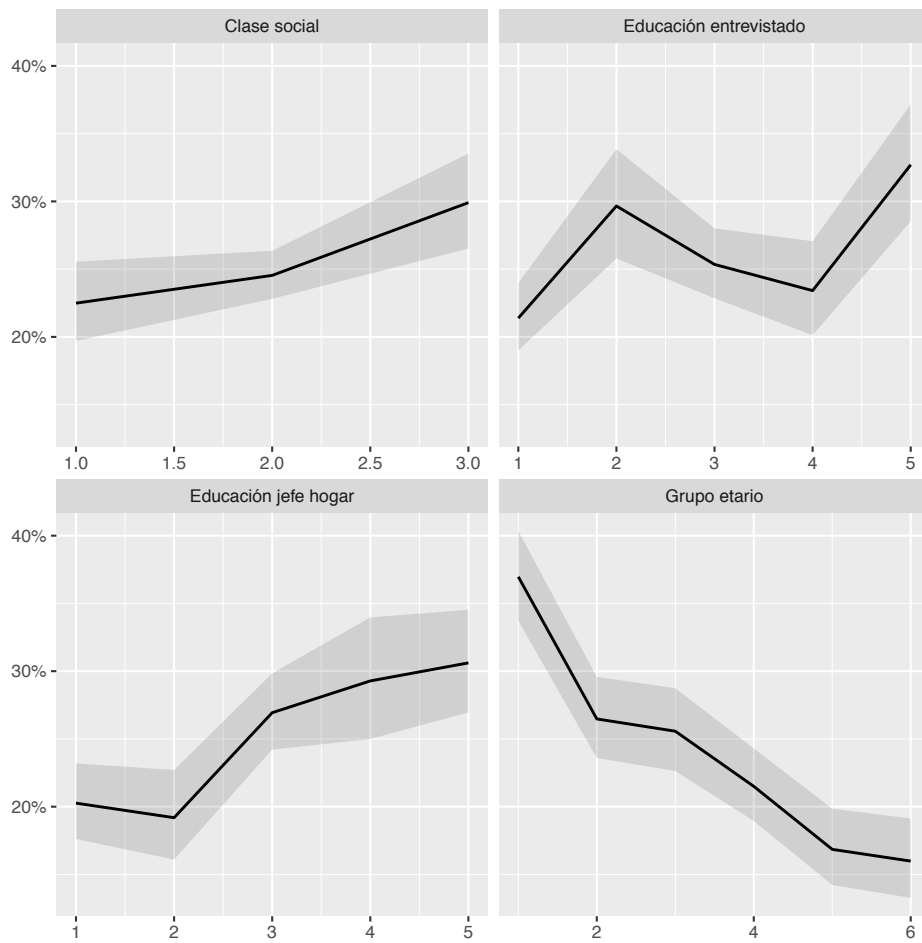 Clase social
Educación entrevistado
40%
30%
20%
1.0 1.5 2.0 2.5 3.0
1 2 3 4 5
Educación jefe hogar
Grupo etario
40%
30%
20%
1 2 3 4 5
2 4 6